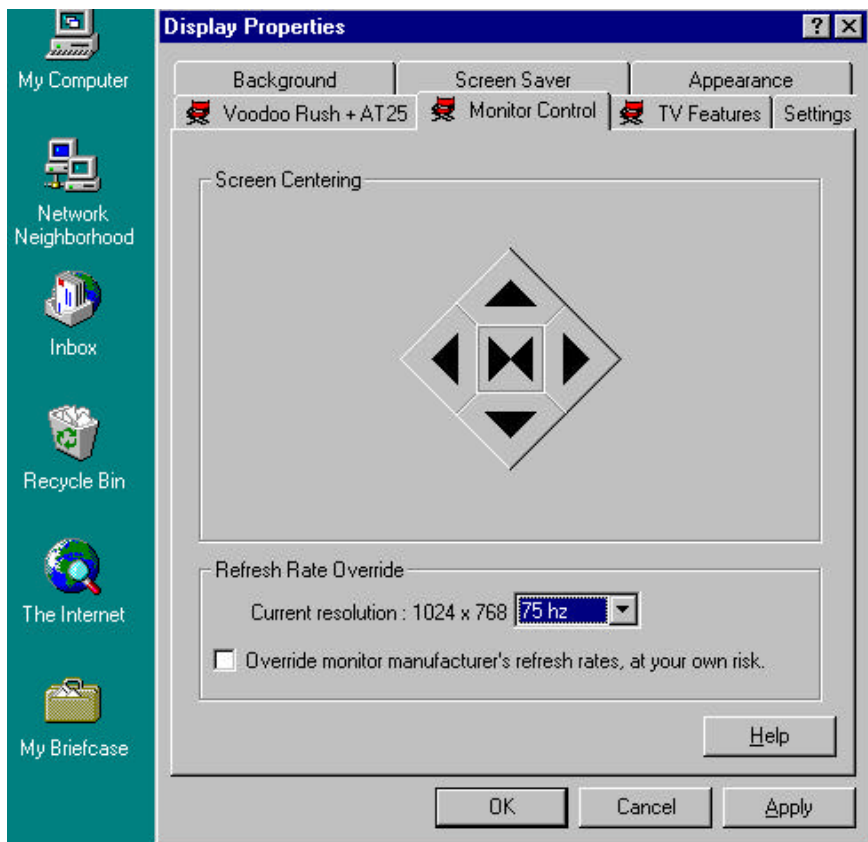 My Computer
Network
Neighborhood
Inbox
Recycle Bin
The Internet
My Briefcase
Display Properties
Background
Screen Saver
Appearance
Voodoo Rush + AT25
Monitor Control
TV Features
Settings
Screen Centering
Refresh Rate Override
Current resolution : 1024 x 768
75 hz
Override monitor manufacturer's refresh rates, at your own risk.
Help
OK
Cancel
Apply